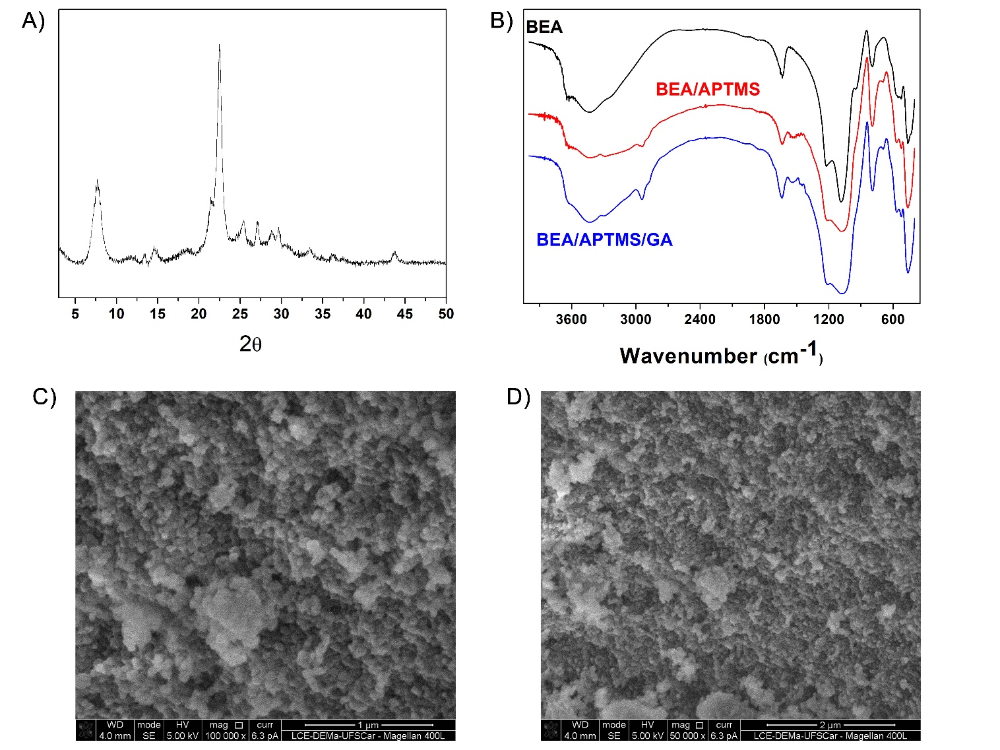 A)
5 10 15 20 25 30 35 40 45 50
2θ
B)
BEA
BEA/APTMS
BEA/APTMS/GA
3600 3000 2400 1800 1200 600
Wavenumber (cm-1)
C)
WD mode HV mag curr 1 µm
4.0 mm SE 5.00 kV 100 000 x 6.3 pA LCE-DEMa-UFSCar - Magellan 400L
D)
WD mode HV mag curr 2 µm
4.0 mm SE 5.00 kV 50 000 x 6.3 pA LCE-DEMa-UFSCar - Magellan 400L